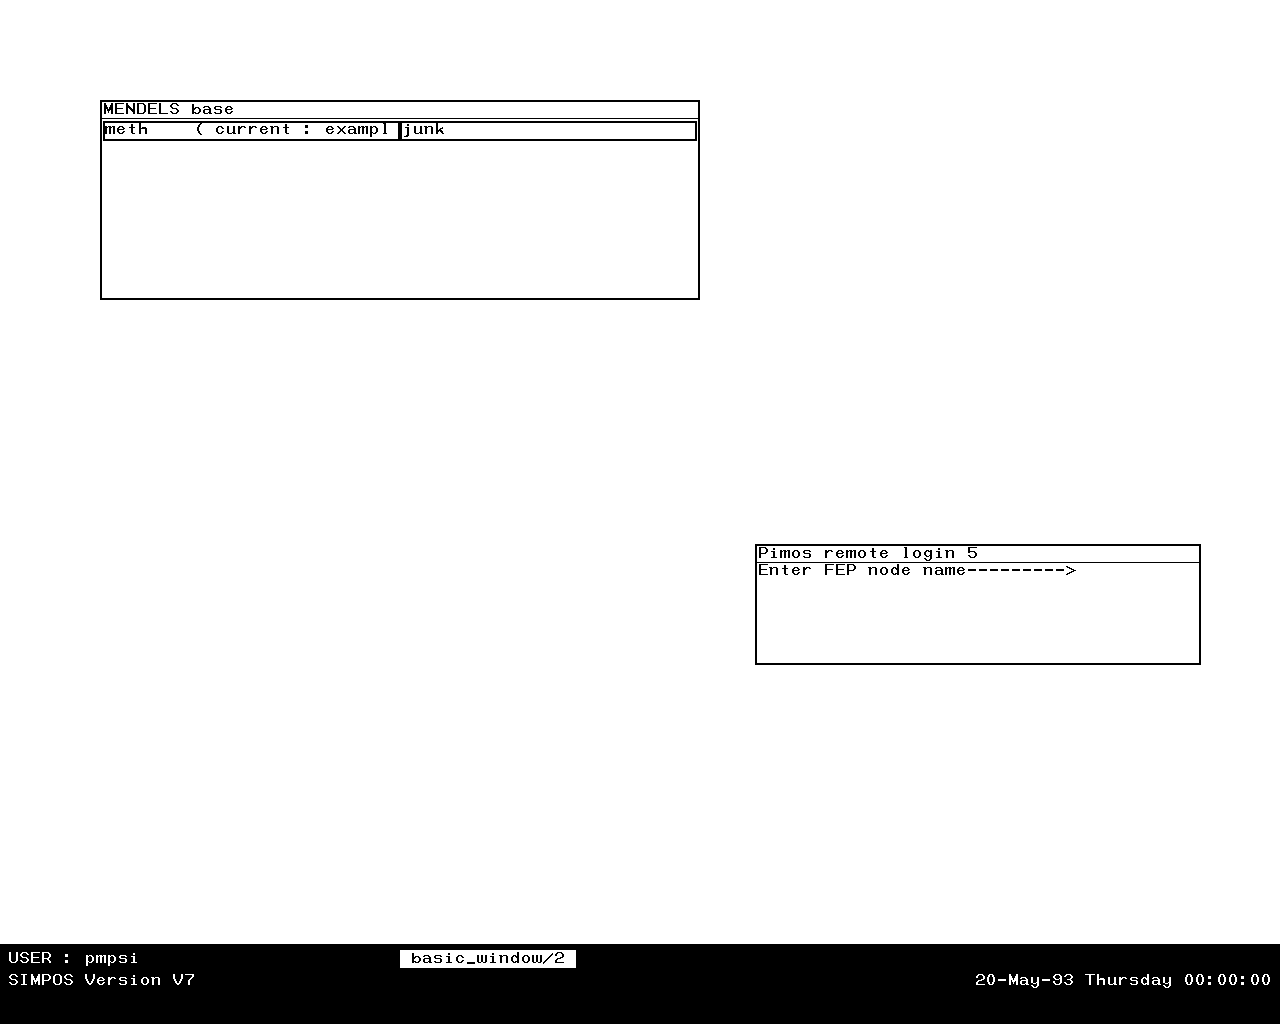 MENDELS base
meth ( current : exampl junk
Pimos remote login 5
Enter FEP node name--------->
USER : pmpsi basic_window/2
SIMPOS Version V7 20-May-93 Thursday 00:00:00